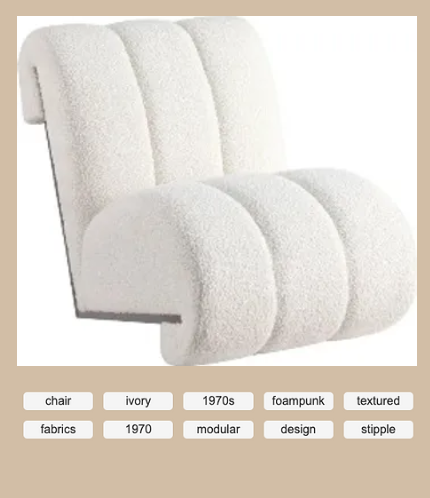 chair ivory 1970s foampunk textured
fabrics 1970 modular design stipple